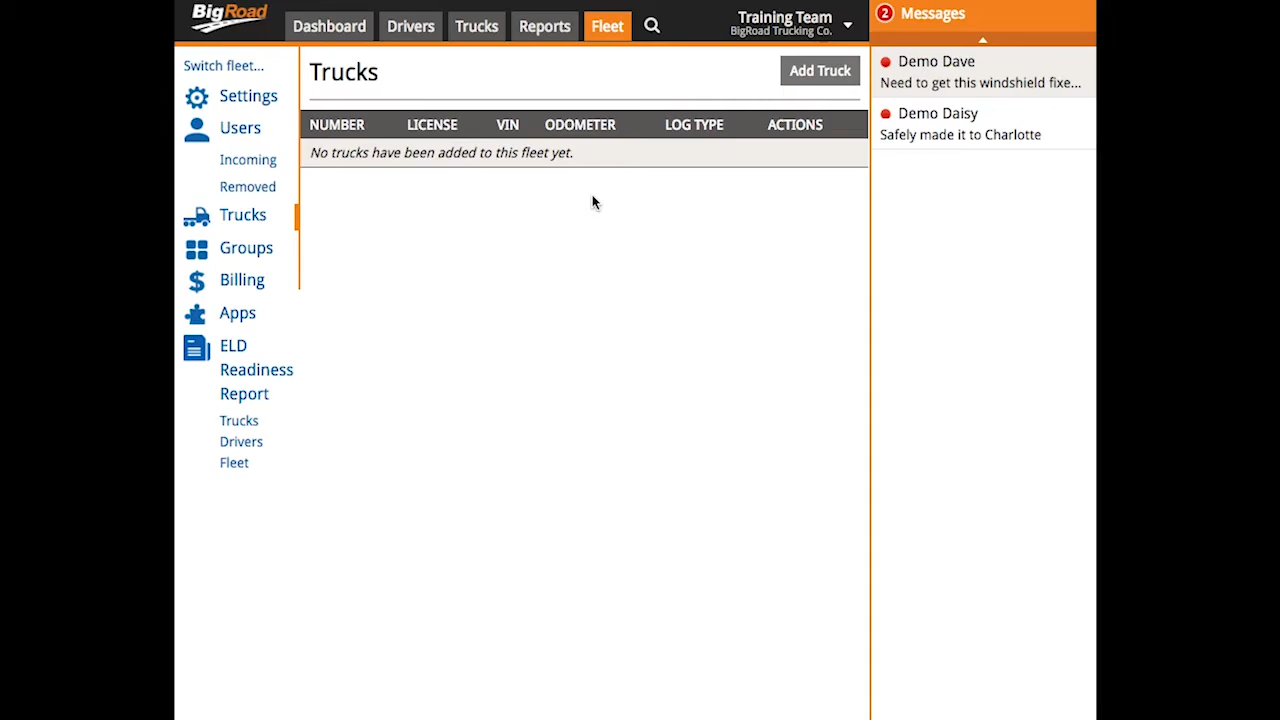 BigRoad
Dashboard
Drivers
Trucks
Reports
Fleet
Training Team
BigRoad Trucking Co.
2 Messages
Switch fleet...
Settings
Users
Incoming
Removed
Trucks
Groups
Billing
Apps
ELD
Readiness
Report
Trucks
Drivers
Fleet
Trucks
Add Truck
NUMBER LICENSE VIN ODOMETER LOG TYPE ACTIONS
No trucks have been added to this fleet yet.
Demo Dave
Need to get this windshield fixe...
Demo Daisy
Safely made it to Charlotte